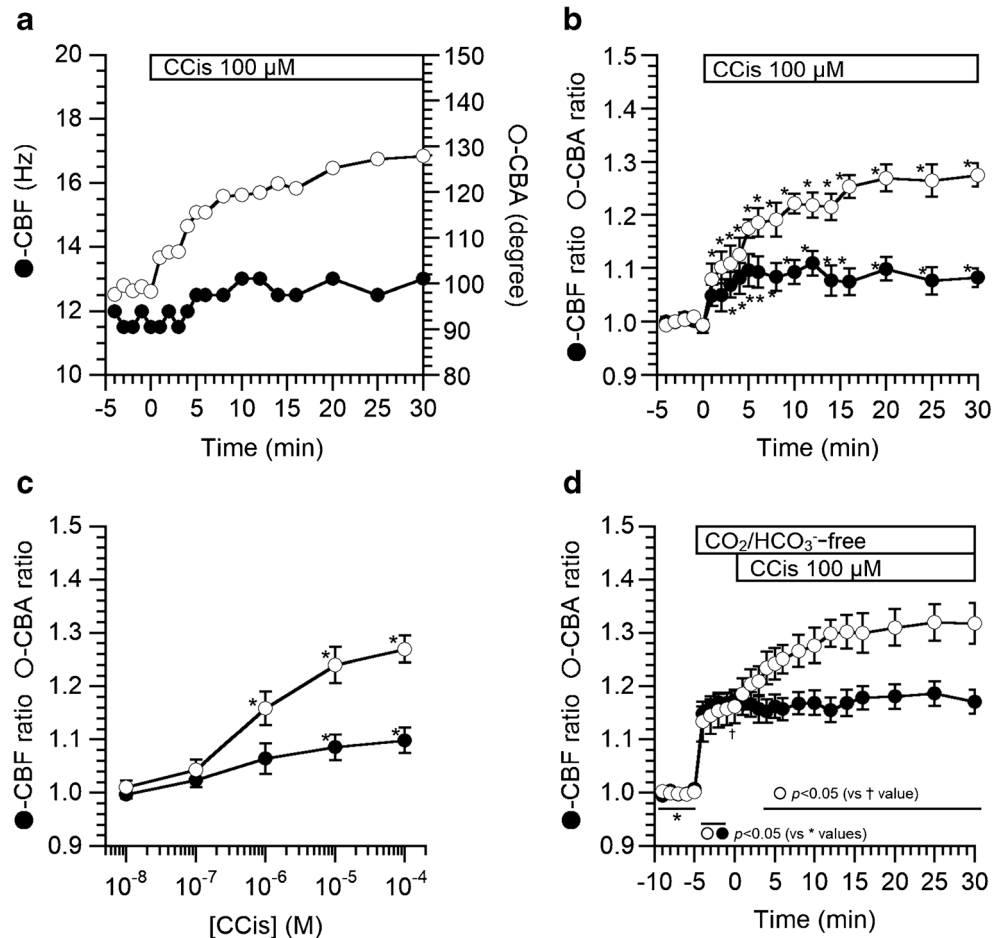 a
CCis 100 µM
20
18
16
14
12
10
●-CBF (Hz)
150
140
130
120
110
100
90
80
○-CBA (degree)
-5 0 5 10 15 20 25 30
Time (min)
b
CCis 100 µM
1.5
1.4
1.3
1.2
1.1
1.0
0.9
●-CBF ratio ○-CBA ratio
* * * * * * * * * * * * * * *
* * * * * * * * * * * *
-5 0 5 10 15 20 25 30
Time (min)
c
1.5
1.4
1.3
1.2
1.1
1.0
0.9
●-CBF ratio ○-CBA ratio
* * *
* *
10⁻⁸ 10⁻⁷ 10⁻⁶ 10⁻⁵ 10⁻⁴
[CCis] (M)
d
CO₂/HCO₃⁻−free
CCis 100 µM
1.5
1.4
1.3
1.2
1.1
1.0
0.9
●-CBF ratio ○-CBA ratio
†
○ p<0.05 (vs † value)
*
○● p<0.05 (vs * values)
-10 -5 0 5 10 15 20 25 30
Time (min)